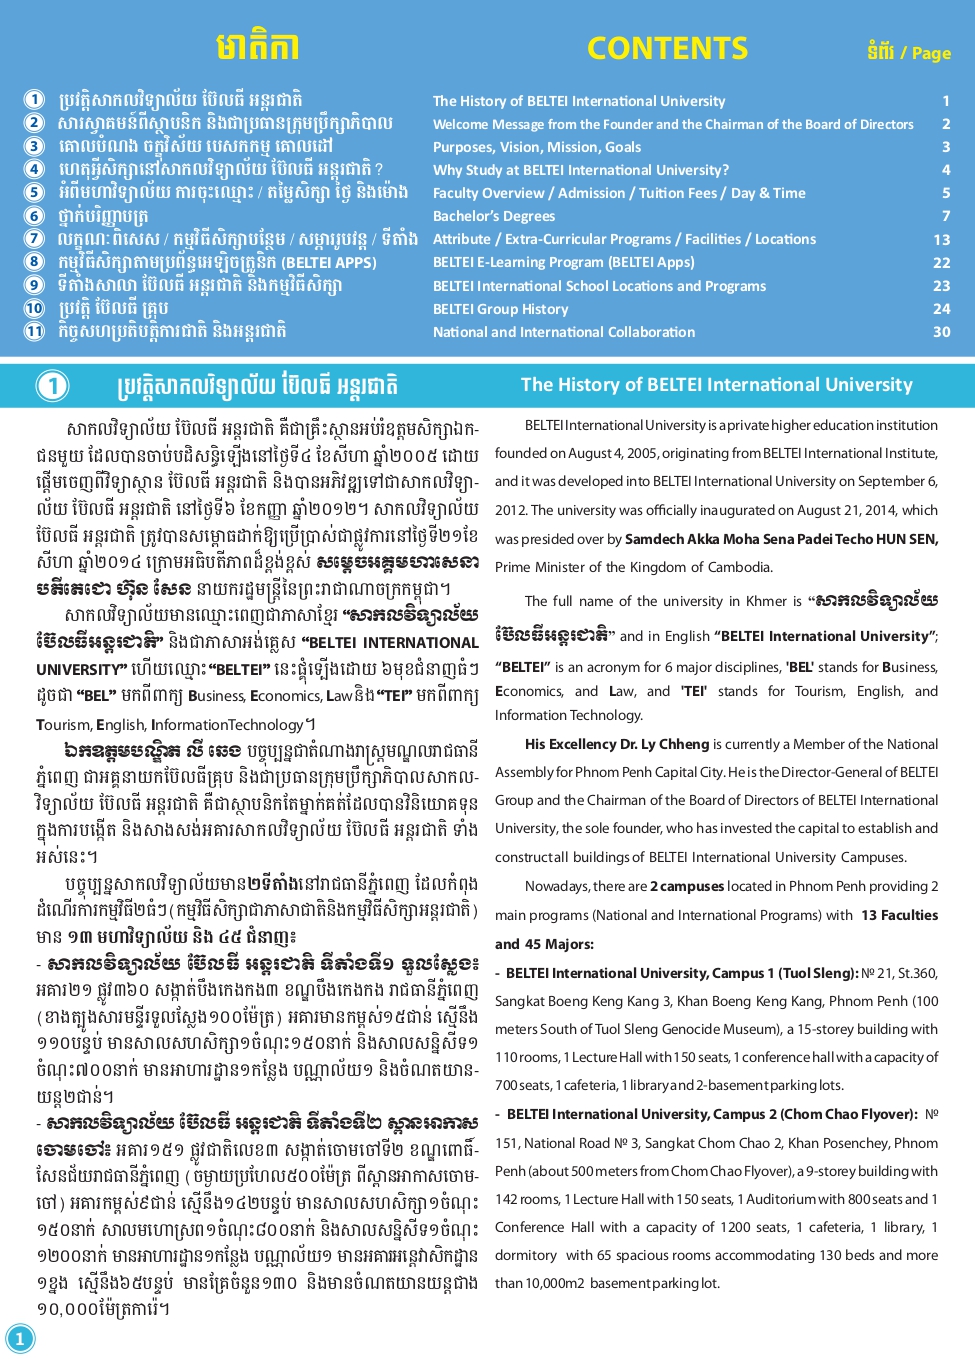 មាតិកា
CONTENTS
ទំព័រ / Page
1 ប្រវត្តិសាកលវិទ្យាល័យ ប៊ែលធី អន្តរជាតិ The History of BELTEI International University 1
2 សារស្វាគមន៍ពីស្ថាបនិក និងជាប្រធានក្រុមប្រឹក្សាភិបាល Welcome Message from the Founder and the Chairman of the Board of Directors 2
3 គោលបំណង ចក្ខុវិស័យ បេសកកម្ម គោលដៅ Purposes, Vision, Mission, Goals 3
4 ហេតុអ្វីសិក្សានៅសាកលវិទ្យាល័យ ប៊ែលធី អន្តរជាតិ ? Why Study at BELTEI International University? 4
5 អំពីមហាវិទ្យាល័យ ការចុះឈ្មោះ / តម្លៃសិក្សា ថ្ងៃ និងម៉ោង Faculty Overview / Admission / Tuition Fees / Day & Time 5
6 ថ្នាក់បរិញ្ញាបត្រ Bachelor's Degrees 7
7 លក្ខណៈពិសេស / កម្មវិធីសិក្សាបន្ថែម / សម្ភារូបវន្ត / ទីតាំង Attribute / Extra-Curricular Programs / Facilities / Locations 13
8 កម្មវិធីសិក្សាតាមប្រព័ន្ធអេឡិចត្រូនិក (BELTEI APPS) BELTEI E-Learning Program (BELTEI Apps) 22
9 ទីតាំងសាលា ប៊ែលធី អន្តរជាតិ និងកម្មវិធីសិក្សា BELTEI International School Locations and Programs 23
10 ប្រវត្តិ ប៊ែលធី គ្រុប BELTEI Group History 24
11 កិច្ចសហប្រតិបត្តិការជាតិ និងអន្តរជាតិ National and International Collaboration 30
1 ប្រវត្តិសាកលវិទ្យាល័យ ប៊ែលធី អន្តរជាតិ The History of BELTEI International University
សាកលវិទ្យាល័យ ប៊ែលធី អន្តរជាតិ គឺជាគ្រឹះស្ថានអប់រំឧត្តមសិក្សាឯក-
ជនមួយ ដែលបានចាប់បដិសន្ធិឡើងនៅថ្ងៃទី៤ ខែសីហា ឆ្នាំ២០០៥ ដោយ
ផ្តើមចេញពីវិទ្យាស្ថាន ប៊ែលធី អន្តរជាតិ និងបានអភិវឌ្ឍទៅជាសាកលវិទ្យា-
ល័យ ប៊ែលធី អន្តរជាតិ នៅថ្ងៃទី៦ ខែកញ្ញា ឆ្នាំ២០១២។ សាកលវិទ្យាល័យ
ប៊ែលធី អន្តរជាតិ ត្រូវបានសម្ពោធដាក់ឱ្យប្រើប្រាស់ជាផ្លូវការនៅថ្ងៃទី២១ខែ
សីហា ឆ្នាំ២០១៤ ក្រោមអធិបតីភាពដ៏ខ្ពង់ខ្ពស់ សម្តេចអគ្គមហាសេនា
បតីតេជោ ហ៊ុន សែន នាយករដ្ឋមន្ត្រីនៃព្រះរាជាណាចក្រកម្ពុជា។
សាកលវិទ្យាល័យមានឈ្មោះពេញជាភាសាខ្មែរ “សាកលវិទ្យាល័យ
ប៊ែលធីអន្តរជាតិ” និងជាភាសាអង់គ្លេស “BELTEI INTERNATIONAL
UNIVERSITY” ហើយឈ្មោះ“BELTEI” នេះផ្គុំឡើងដោយ ៦មុខជំនាញធំៗ
ដូចជា “BEL” មកពីពាក្យ Business, Economics, Law និង “TEI” មកពីពាក្យ
Tourism, English, InformationTechnology។
ឯកឧត្តមបណ្ឌិត លី ឆេង បច្ចុប្បន្នជាតំណាងរាស្ត្រមណ្ឌលរាជធានី
ភ្នំពេញ ជាអគ្គនាយកប៊ែលធីគ្រុប និងជាប្រធានក្រុមប្រឹក្សាភិបាលសាកល-
វិទ្យាល័យ ប៊ែលធី អន្តរជាតិ គឺជាស្ថាបនិកតែម្នាក់គត់ដែលបានវិនិយោគទុន
ក្នុងការបង្កើត និងសាងសង់អគារសាកលវិទ្យាល័យ ប៊ែលធី អន្តរជាតិ ទាំង
អស់នេះ។
បច្ចុប្បន្នសាកលវិទ្យាល័យមាន២ទីតាំងនៅរាជធានីភ្នំពេញ ដែលកំពុង
ដំណើរការកម្មវិធី២ធំៗ(កម្មវិធីសិក្សាជាភាសាជាតិនិងកម្មវិធីសិក្សាអន្តរជាតិ)
មាន ១៣ មហាវិទ្យាល័យ និង ៤៥ ជំនាញ៖
- សាកលវិទ្យាល័យ ប៊ែលធី អន្តរជាតិ ទីតាំងទី១ ទួលស្លែង៖
អគារ២១ ផ្លូវ៣៦០ សង្កាត់បឹងកេងកង៣ ខណ្ឌបឹងកេងកង រាជធានីភ្នំពេញ
(ខាងត្បូងសារមន្ទីរទួលស្លែង១០០ម៉ែត្រ) អគារមានកម្ពស់១៥ជាន់ ស្មើនឹង
១១០បន្ទប់ មានសាលសហសិក្សា១ចំណុះ១៥០នាក់ និងសាលសន្និសីទ១
ចំណុះ៧០០នាក់ មានអាហារដ្ឋាន១កន្លែង បណ្ណាល័យ១ និងចំណតយាន-
យន្ត២ជាន់។
- សាកលវិទ្យាល័យ ប៊ែលធី អន្តរជាតិ ទីតាំងទី២ ស្ពានអាកាស
ចោមចៅ៖ អគារ១៥១ ផ្លូវជាតិលេខ៣ សង្កាត់ចោមចៅទី២ ខណ្ឌពោធិ៍-
សែនជ័យរាជធានីភ្នំពេញ (ចម្ងាយប្រហែល៥០០ម៉ែត្រ ពីស្ពានអាកាសចោម-
ចៅ) អគារកម្ពស់៩ជាន់ ស្មើនឹង១៤២បន្ទប់ មានសាលសហសិក្សា១ចំណុះ
១៥០នាក់ សាលមហោស្រព១ចំណុះ៨០០នាក់ និងសាលសន្និសីទ១ចំណុះ
១២០០នាក់ មានអាហារដ្ឋាន១កន្លែង បណ្ណាល័យ១ មានអគារអន្តេវាសិកដ្ឋាន
១ខ្នង ស្មើនឹង៦៥បន្ទប់ មានគ្រែចំនួន១៣០ និងមានចំណតយានយន្តជាង
១០,០០០ម៉ែត្រការ៉េ។
BELTEI International University is a private higher education institution
founded on August 4, 2005, originating from BELTEI International Institute,
and it was developed into BELTEI International University on September 6,
2012. The university was officially inaugurated on August 21, 2014, which
was presided over by Samdech Akka Moha Sena Padei Techo HUN SEN,
Prime Minister of the Kingdom of Cambodia.
The full name of the university in Khmer is “សាកលវិទ្យាល័យ
ប៊ែលធីអន្តរជាតិ” and in English “BELTEI International University”;
“BELTEI” is an acronym for 6 major disciplines, 'BEL' stands for Business,
Economics, and Law, and 'TEI' stands for Tourism, English, and
Information Technology.
His Excellency Dr. Ly Chheng is currently a Member of the National
Assembly for Phnom Penh Capital City. He is the Director-General of BELTEI
Group and the Chairman of the Board of Directors of BELTEI International
University, the sole founder, who has invested the capital to establish and
construct all buildings of BELTEI International University Campuses.
Nowadays, there are 2 campuses located in Phnom Penh providing 2
main programs (National and International Programs) with 13 Faculties
and 45 Majors:
- BELTEI International University, Campus 1 (Tuol Sleng): № 21, St.360,
Sangkat Boeng Keng Kang 3, Khan Boeng Keng Kang, Phnom Penh (100
meters South of Tuol Sleng Genocide Museum), a 15-storey building with
110 rooms, 1 Lecture Hall with 150 seats, 1 conference hall with a capacity of
700 seats, 1 cafeteria, 1 library and 2-basement parking lots.
- BELTEI International University, Campus 2 (Chom Chao Flyover): №
151, National Road № 3, Sangkat Chom Chao 2, Khan Posenchey, Phnom
Penh (about 500 meters from Chom Chao Flyover), a 9-storey building with
142 rooms, 1 Lecture Hall with 150 seats, 1 Auditorium with 800 seats and 1
Conference Hall with a capacity of 1200 seats, 1 cafeteria, 1 library, 1
dormitory with 65 spacious rooms accommodating 130 beds and more
than 10,000m2 basement parking lot.
1